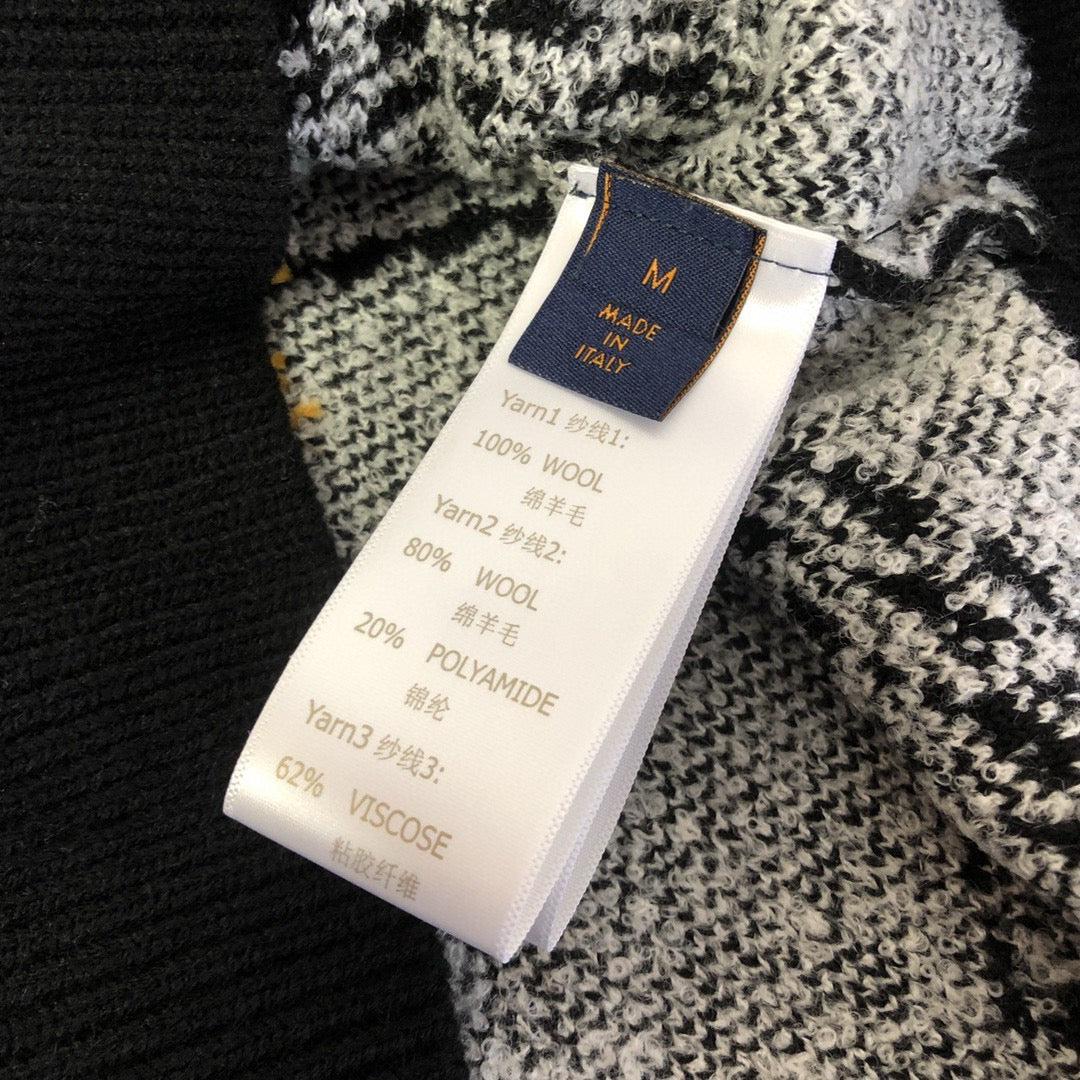 M
MADE
IN
ITALY
Yarn1 纱线1:
100% WOOL
绵羊毛
Yarn2 纱线2:
80% WOOL
绵羊毛
20% POLYAMIDE
锦纶
Yarn3 纱线3:
62% VISCOSE
粘胶纤维